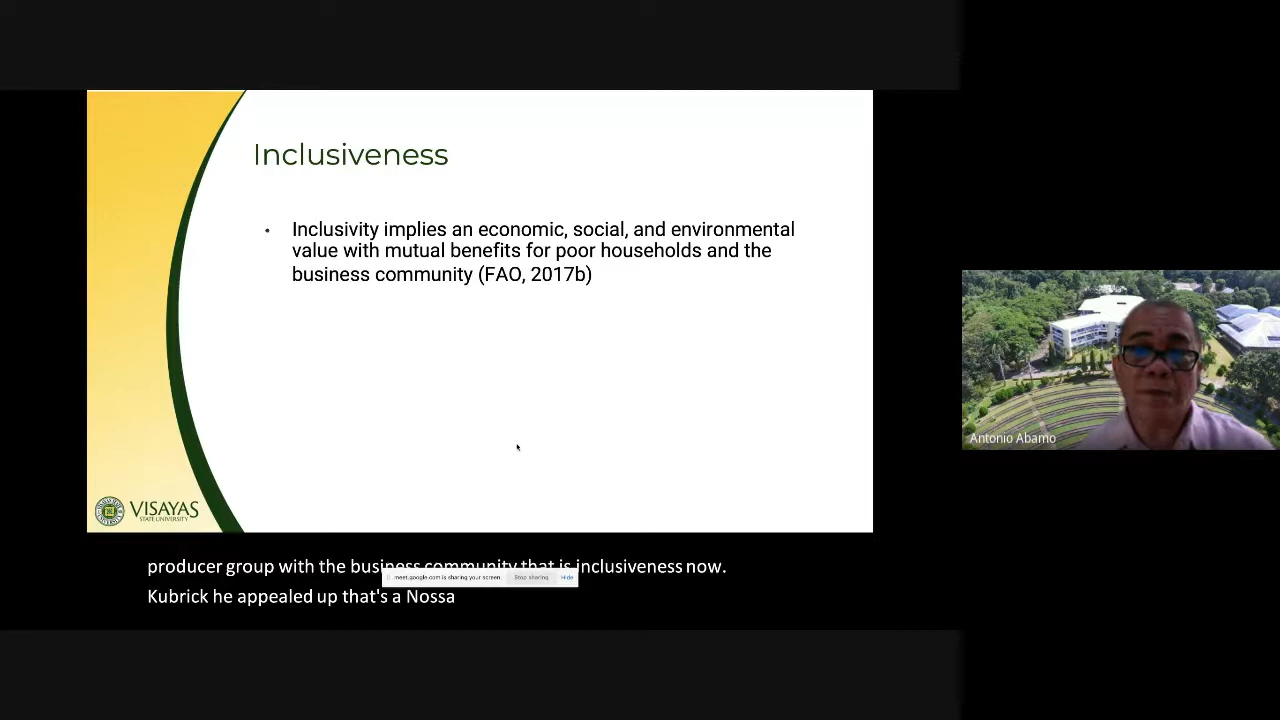 Inclusiveness
• Inclusivity implies an economic, social, and environmental
value with mutual benefits for poor households and the
business community (FAO, 2017b)
VISAYAS
STATE UNIVERSITY
Antonio Abamo
producer group with the business community that is inclusiveness now.
meet.google.com is sharing your screen. Stop sharing Hide
Kubrick he appealed up that's a Nossa